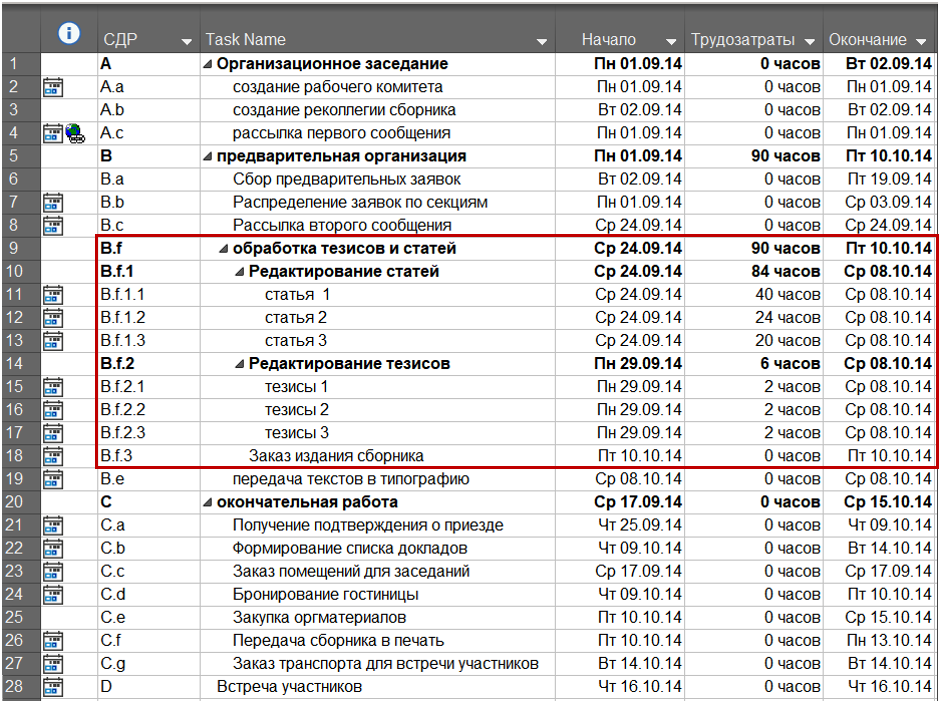 СДР Task Name Начало Трудозатраты Окончание
1 A Организационное заседание Пн 01.09.14 0 часов Вт 02.09.14
2 A.a создание рабочего комитета Пн 01.09.14 0 часов Пн 01.09.14
3 A.b создание рекоплегии сборника Вт 02.09.14 0 часов Вт 02.09.14
4 A.c рассылка первого сообщения Пн 01.09.14 0 часов Пн 01.09.14
5 B предварительная организация Пн 01.09.14 90 часов Пт 10.10.14
6 B.a Сбор предварительных заявок Вт 02.09.14 0 часов Пт 19.09.14
7 B.b Распределение заявок по секциям Пн 01.09.14 0 часов Ср 03.09.14
8 B.c Рассылка второго сообщения Ср 24.09.14 0 часов Ср 24.09.14
9 B.f обработка тезисов и статей Ср 24.09.14 90 часов Пт 10.10.14
10 B.f.1 Редактирование статей Ср 24.09.14 84 часов Ср 08.10.14
11 B.f.1.1 статья 1 Ср 24.09.14 40 часов Ср 08.10.14
12 B.f.1.2 статья 2 Ср 24.09.14 24 часов Ср 08.10.14
13 B.f.1.3 статья 3 Ср 24.09.14 20 часов Ср 08.10.14
14 B.f.2 Редактирование тезисов Пн 29.09.14 6 часов Ср 08.10.14
15 B.f.2.1 тезисы 1 Пн 29.09.14 2 часов Ср 08.10.14
16 B.f.2.2 тезисы 2 Пн 29.09.14 2 часов Ср 08.10.14
17 B.f.2.3 тезисы 3 Пн 29.09.14 2 часов Ср 08.10.14
18 B.f.3 Заказ издания сборника Пт 10.10.14 0 часов Пт 10.10.14
19 B.e передача текстов в типографию Ср 08.10.14 0 часов Ср 08.10.14
20 C окончательная работа Ср 17.09.14 0 часов Ср 15.10.14
21 C.a Получение подтверждения о приезде Чт 25.09.14 0 часов Чт 09.10.14
22 C.b Формирование списка докладов Чт 09.10.14 0 часов Вт 14.10.14
23 C.c Заказ помещений для заседаний Ср 17.09.14 0 часов Ср 17.09.14
24 C.d Бронирование гостиницы Чт 09.10.14 0 часов Пт 10.10.14
25 C.e Закупка оргматериалов Пт 10.10.14 0 часов Ср 15.10.14
26 C.f Передача сборника в печать Пт 10.10.14 0 часов Пн 13.10.14
27 C.g Заказ транспорта для встречи участников Вт 14.10.14 0 часов Вт 14.10.14
28 D Встреча участников Чт 16.10.14 0 часов Чт 16.10.14